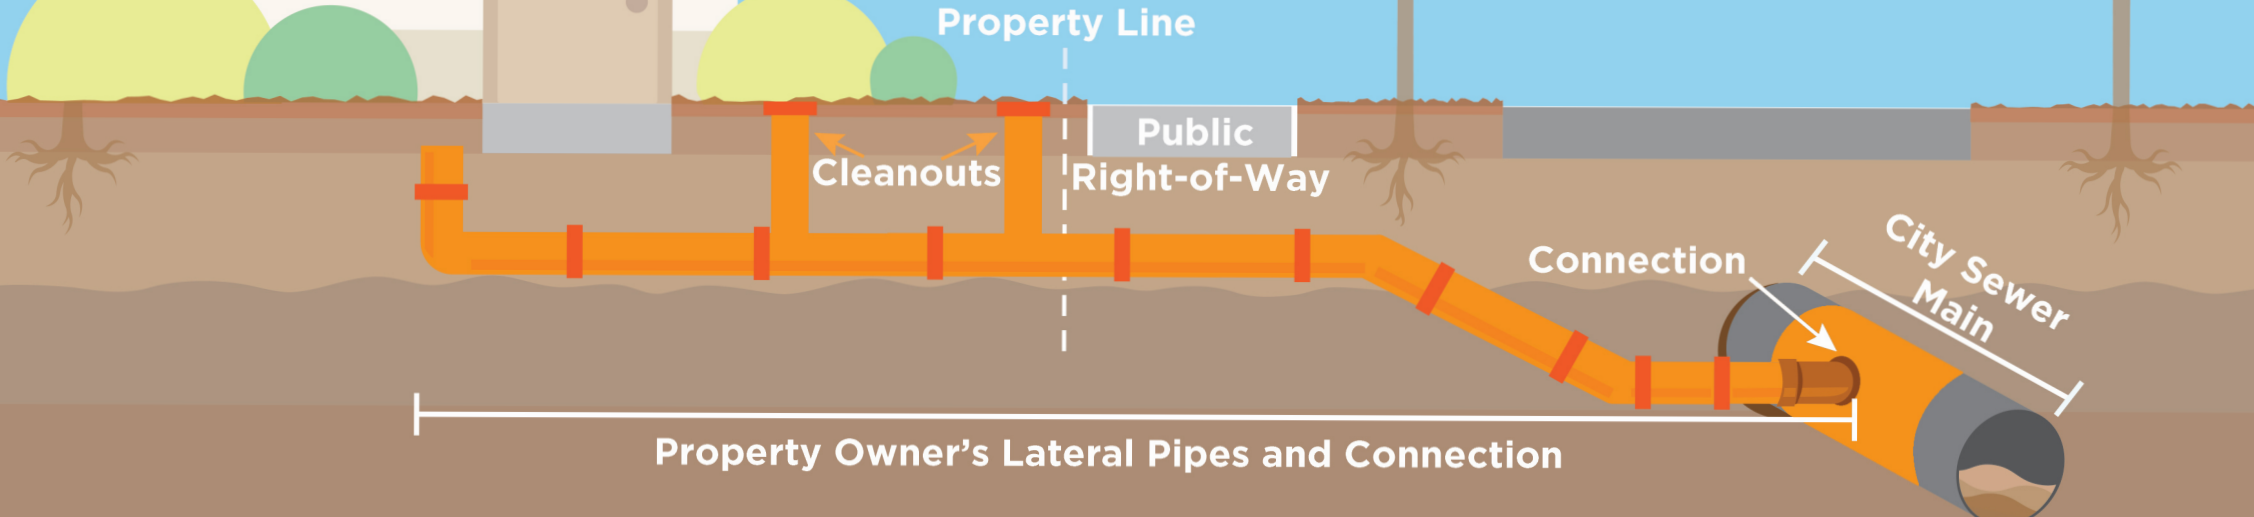 Property Line
Public
Right-of-Way
Cleanouts
Connection
City Sewer
Main
Property Owner’s Lateral Pipes and Connection